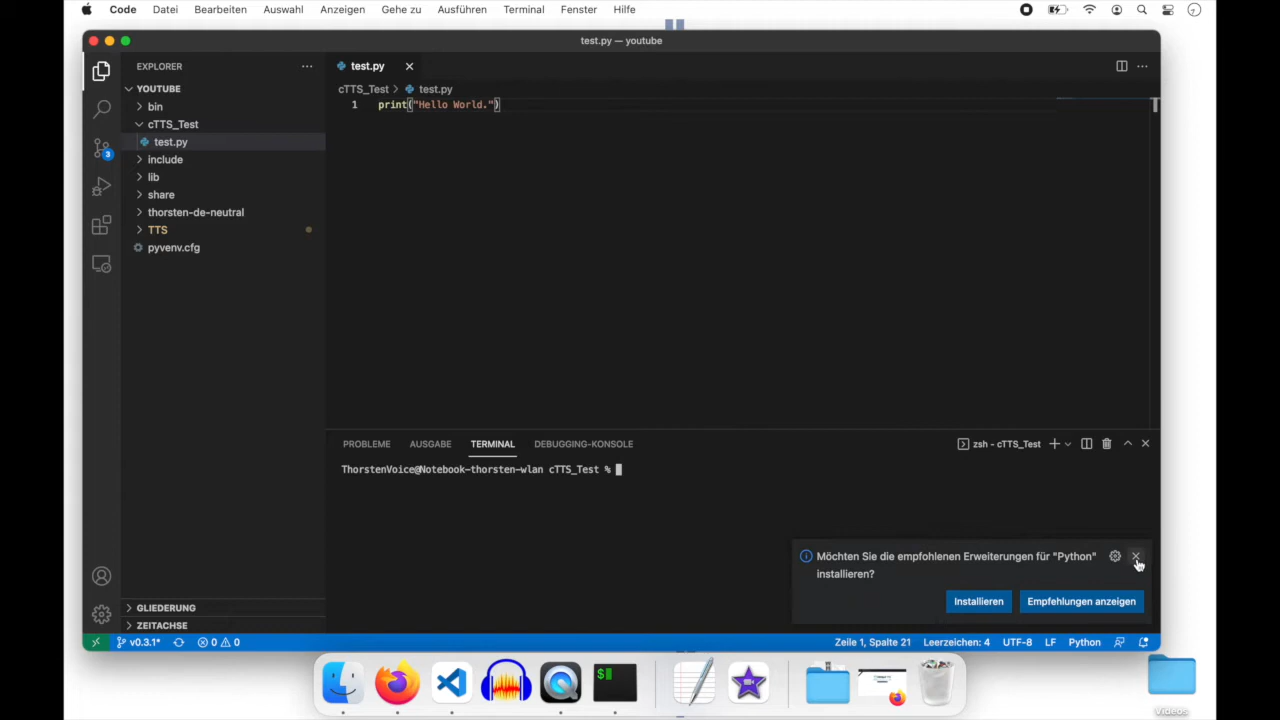 Code Datei Bearbeiten Auswahl Anzeigen Gehe zu Ausführen Terminal Fenster Hilfe
test.py — youtube
EXPLORER
test.py
YOUTUBE
bin
cTTS_Test
test.py
include
lib
share
thorsten-de-neutral
TTS
pyvenv.cfg
3
GLIEDERUNG
ZEITACHSE
cTTS_Test > test.py
1 print("Hello World.")
PROBLEME AUSGABE TERMINAL DEBUGGING-KONSOLE
zsh - cTTS_Test
ThorstenVoice@Notebook-thorsten-wlan cTTS_Test %
Möchten Sie die empfohlenen Erweiterungen für "Python"
installieren?
Installieren Empfehlungen anzeigen
v0.3.1* 0 0 Zeile 1, Spalte 21 Leerzeichen: 4 UTF-8 LF Python
$
Videos